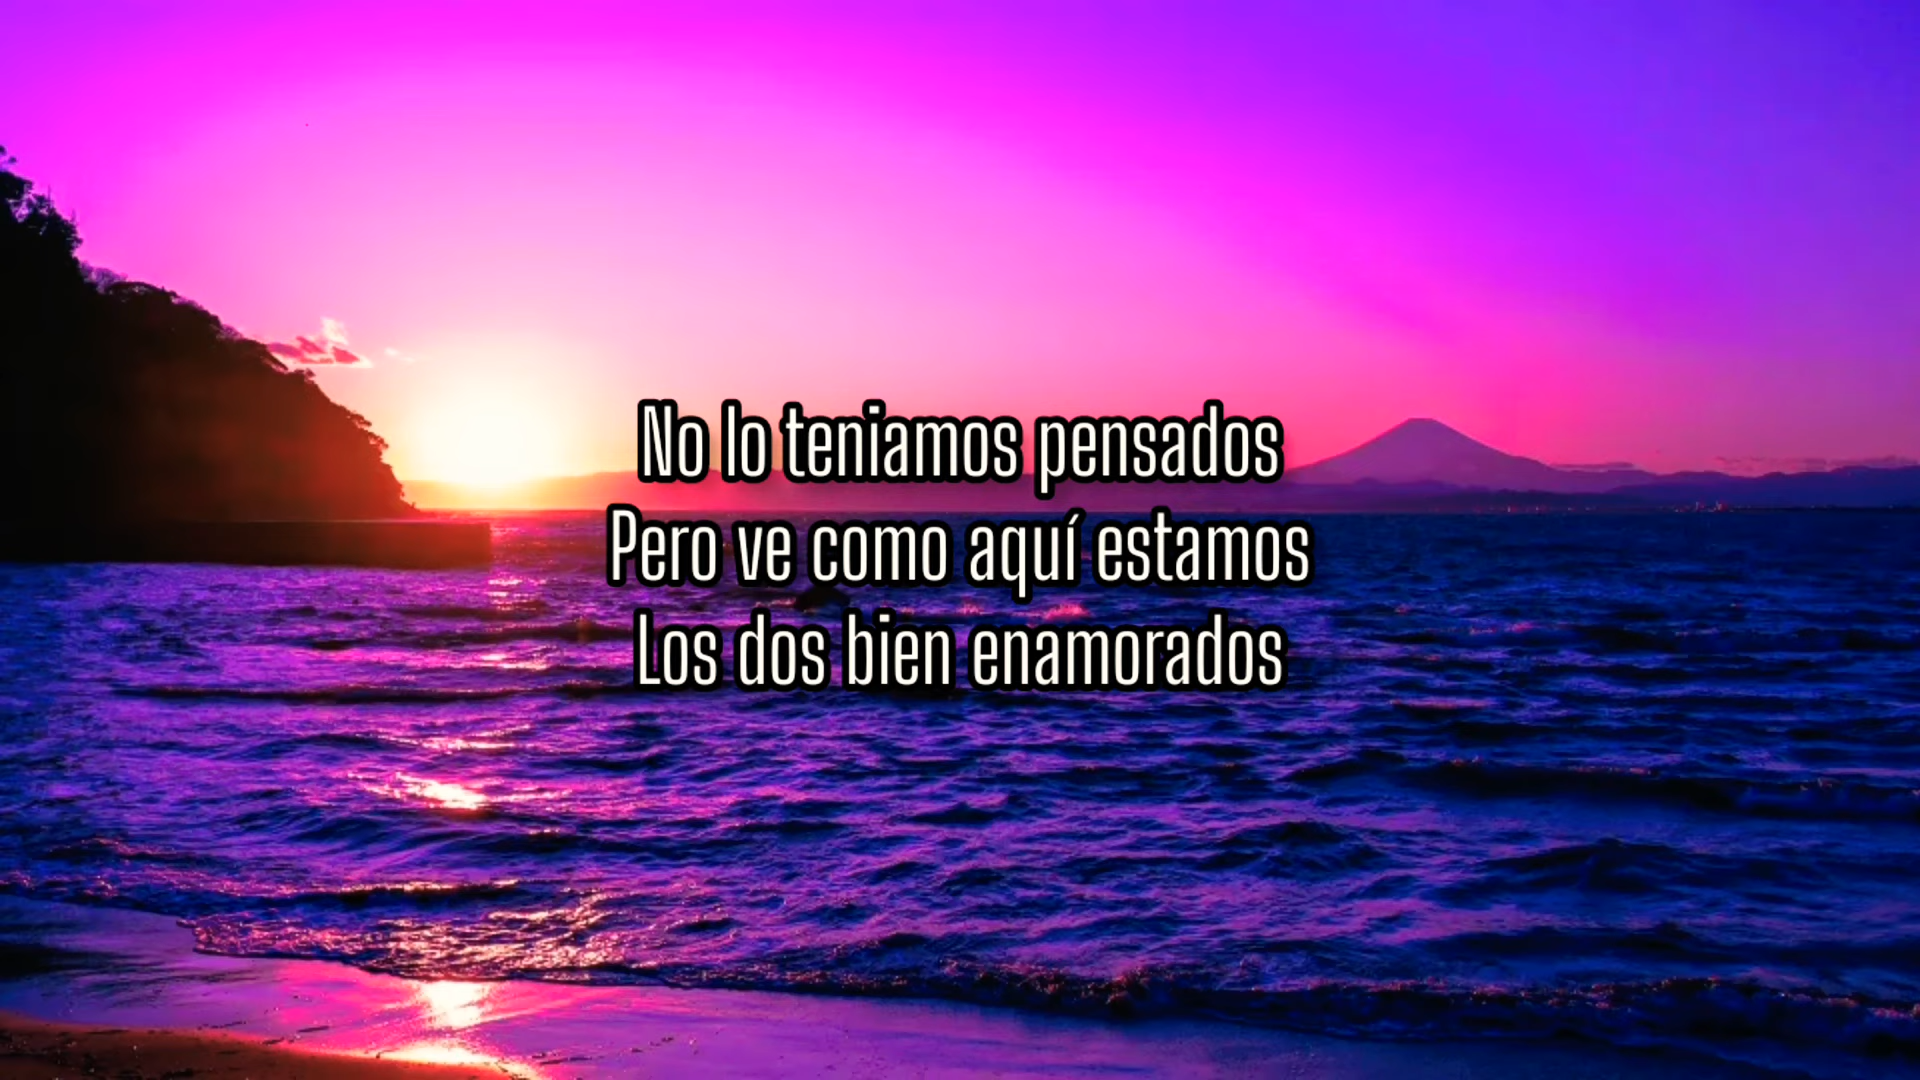 No lo teniamos pensados
Pero ve como aquí estamos
Los dos bien enamorados